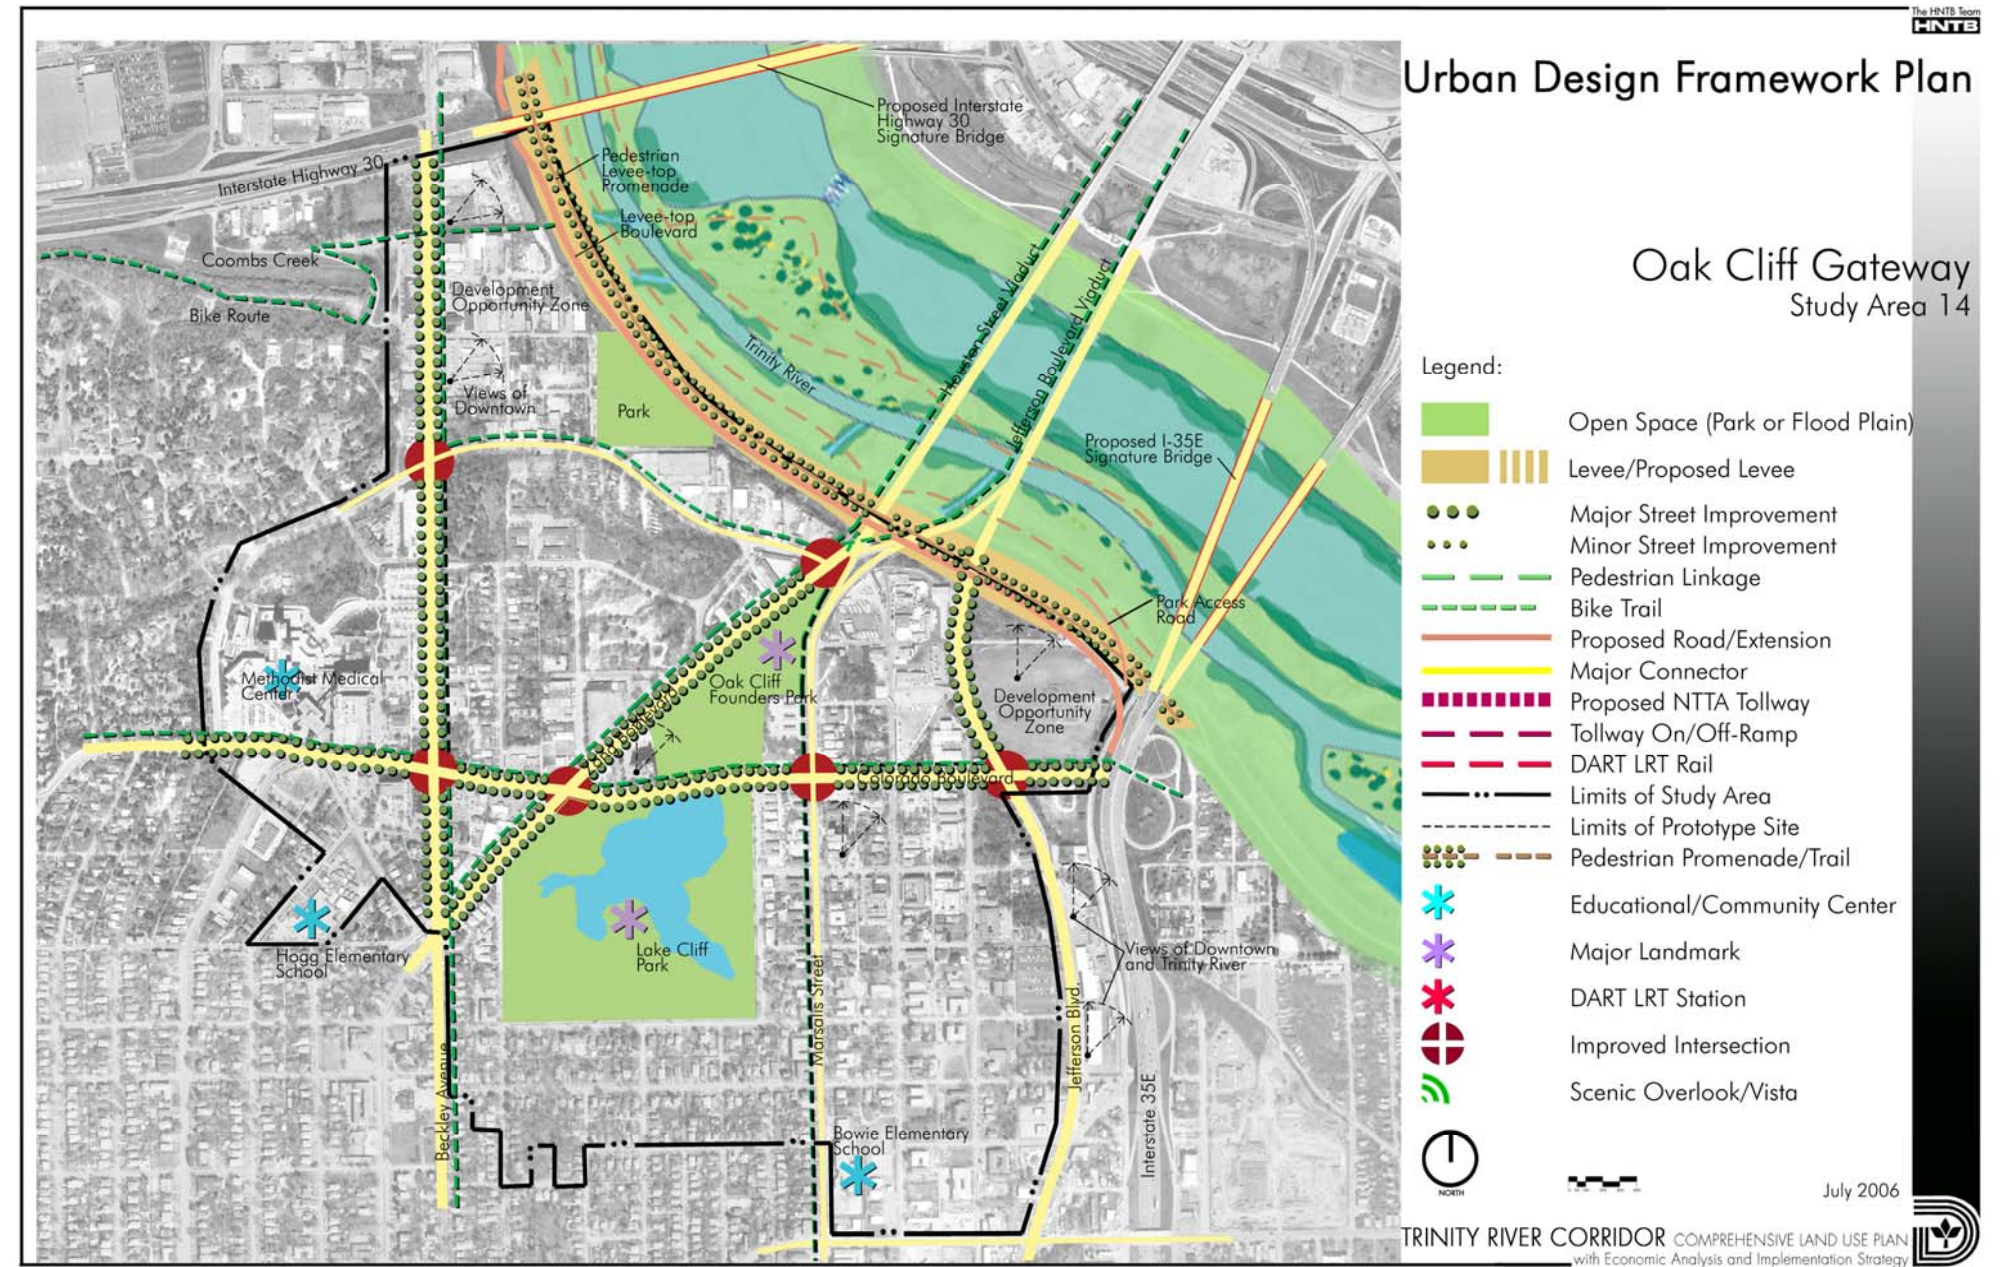 The HNTB Team
HNTB
Urban Design Framework Plan
Oak Cliff Gateway
Study Area 14
Legend:
Open Space (Park or Flood Plain)
Levee/Proposed Levee
Major Street Improvement
Minor Street Improvement
Pedestrian Linkage
Bike Trail
Proposed Road/Extension
Major Connector
Proposed NTTA Tollway
Tollway On/Off-Ramp
DART LRT Rail
Limits of Study Area
Limits of Prototype Site
Pedestrian Promenade/Trail
Educational/Community Center
Major Landmark
DART LRT Station
Improved Intersection
Scenic Overlook/Vista
NORTH
July 2006
TRINITY RIVER CORRIDOR COMPREHENSIVE LAND USE PLAN
with Economic Analysis and Implementation Strategy
Proposed Interstate
Highway 30
Signature Bridge
Interstate Highway 30
Pedestrian
Levee-top
Promenade
Levee-top
Boulevard
Coombs Creek
Bike Route
Development
Opportunity Zone
Views of
Downtown
Park
Trinity River
Houston Street Viaduct
Jefferson Boulevard Viaduct
Proposed I-35E
Signature Bridge
Park Access
Road
Methodist Medical
Center
Oak Cliff
Founders Park
Development
Opportunity
Zone
Boulevard
Colorado Boulevard
Hogg Elementary
School
Lake Cliff
Park
Views of Downtown
and Trinity River
Marsalis Street
Jefferson Blvd.
Beckley Avenue
Interstate 35E
Bowie Elementary
School